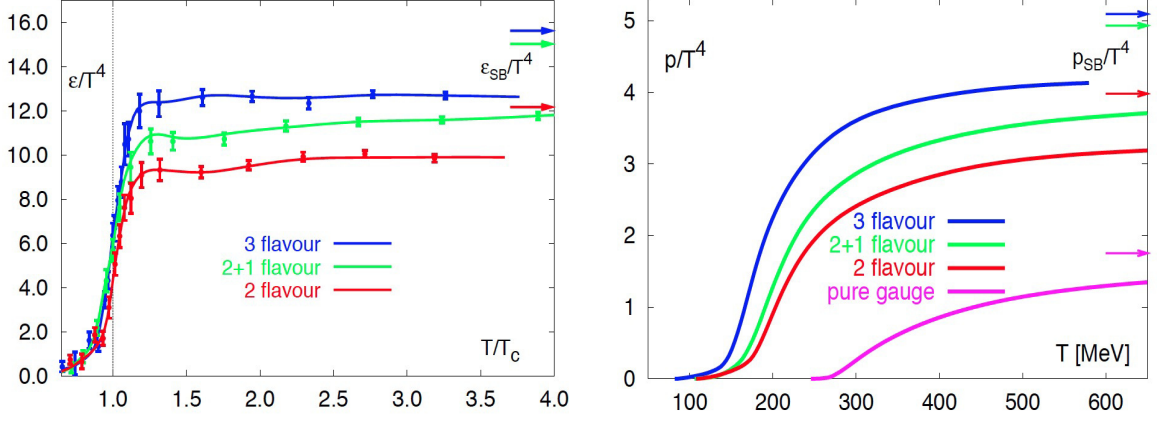 16.0
14.0
12.0
10.0
8.0
6.0
4.0
2.0
0.0
ε/T⁴
ε_SB/T⁴
3 flavour
2+1 flavour
2 flavour
T/T_c
1.0 1.5 2.0 2.5 3.0 3.5 4.0
5
4
3
2
1
0
p/T⁴
p_SB/T⁴
3 flavour
2+1 flavour
2 flavour
pure gauge
T [MeV]
100 200 300 400 500 600